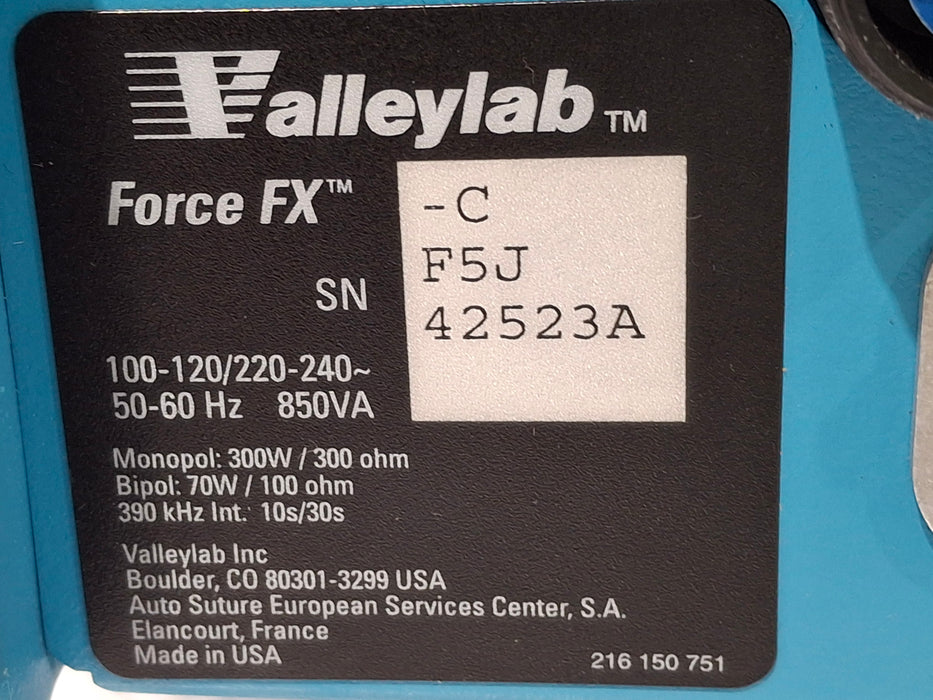 Valleylab™
Force FX™ -C
F5J
SN 42523A
100-120/220-240~
50-60 Hz 850VA
Monopol: 300W / 300 ohm
Bipol: 70W / 100 ohm
390 kHz Int. 10s/30s
Valleylab Inc
Boulder, CO 80301-3299 USA
Auto Suture European Services Center, S.A.
Elancourt, France
Made in USA
216 150 751